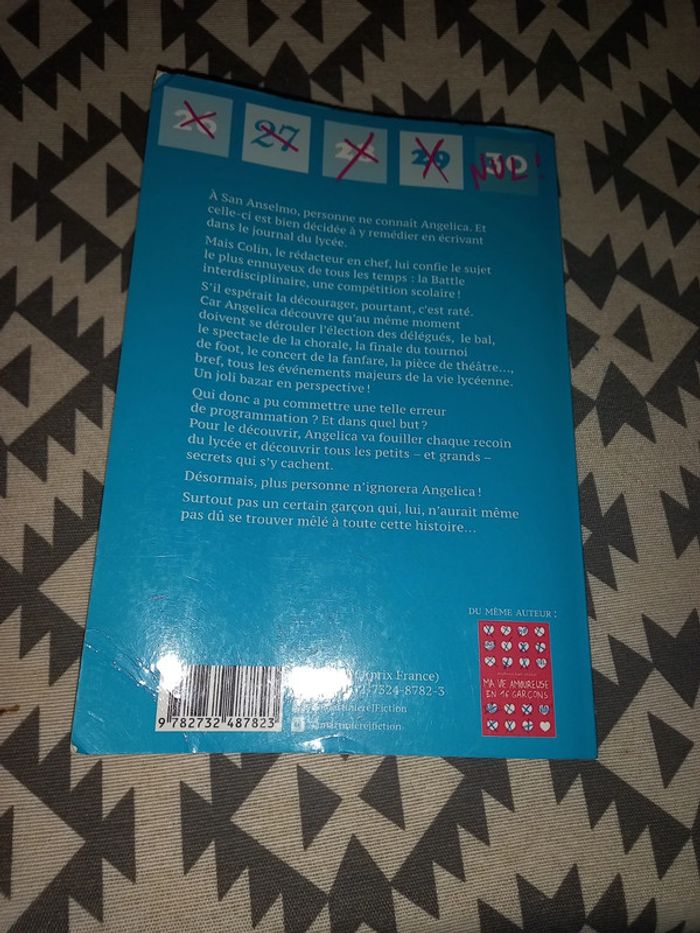 27
29
NUL !
À San Anselmo, personne ne connaît Angelica. Et
celle-ci est bien décidée à y remédier en écrivant
dans le journal du lycée.
Mais Colin, le rédacteur en chef, lui confie le sujet
le plus ennuyeux de tous les temps : la Battle
interdisciplinaire, une compétition scolaire !
S'il espérait la décourager, pourtant, c'est raté.
Car Angelica découvre qu'au même moment
doivent se dérouler l'élection des délégués, le bal,
le spectacle de la chorale, la finale du tournoi
de foot, le concert de la fanfare, la pièce de théâtre…,
bref, tous les événements majeurs de la vie lycéenne.
Un joli bazar en perspective !
Qui donc a pu commettre une telle erreur
de programmation ? Et dans quel but ?
Pour le découvrir, Angelica va fouiller chaque recoin
du lycée et découvrir tous les petits – et grands –
secrets qui s'y cachent.
Désormais, plus personne n'ignorera Angelica !
Surtout pas un certain garçon qui, lui, n'aurait même
pas dû se trouver mêlé à toute cette histoire…
DU MÊME AUTEUR :
MA VIE AMOUREUSE
EN 16 GARÇONS
(prix France)
2-7324-8782-3
9 782732 487823